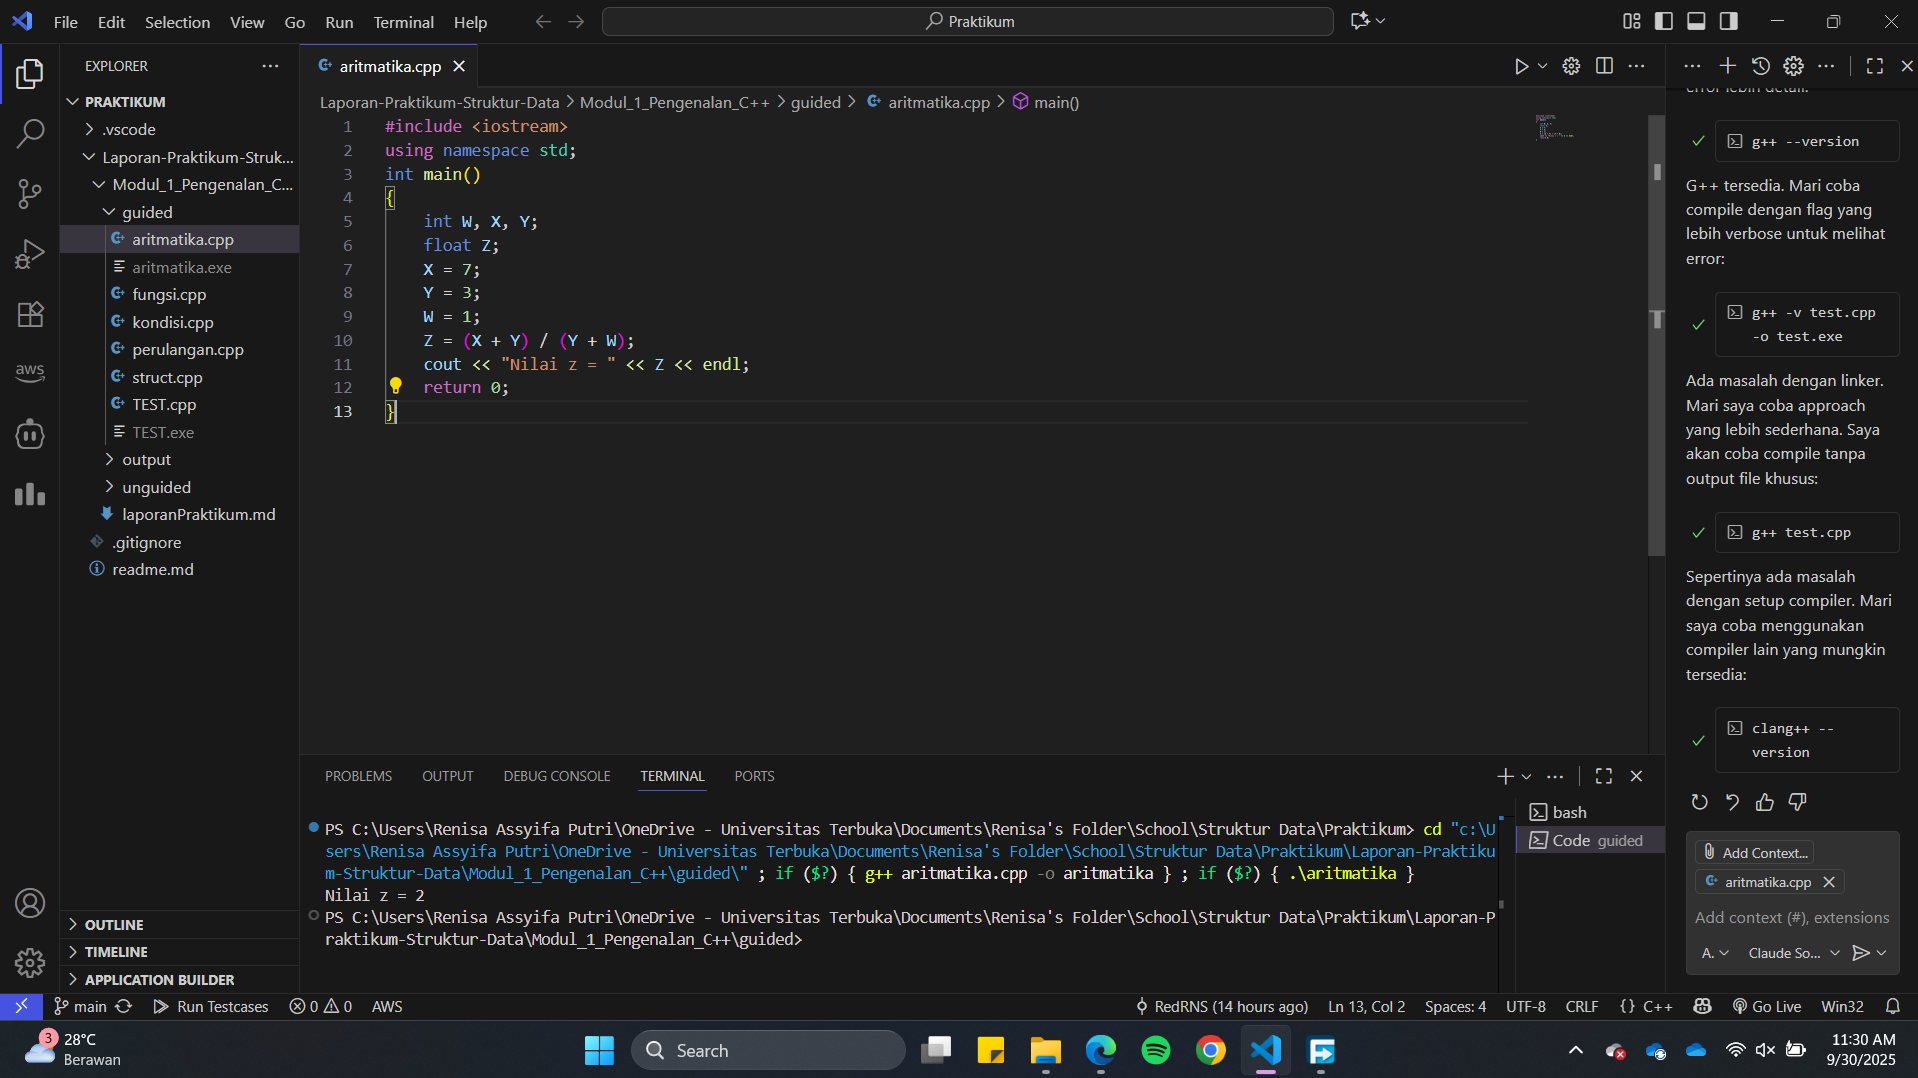 File Edit Selection View Go Run Terminal Help
Praktikum
EXPLORER
PRAKTIKUM
.vscode
Laporan-Praktikum-Struk...
Modul_1_Pengenalan_C...
guided
aritmatika.cpp
aritmatika.exe
fungsi.cpp
kondisi.cpp
perulangan.cpp
struct.cpp
TEST.cpp
TEST.exe
output
unguided
laporanPraktikum.md
.gitignore
readme.md
OUTLINE
TIMELINE
APPLICATION BUILDER
aws
aritmatika.cpp
Laporan-Praktikum-Struktur-Data > Modul_1_Pengenalan_C++ > guided > aritmatika.cpp > main()
1 #include <iostream>
2 using namespace std;
3 int main()
4 {
5 int W, X, Y;
6 float Z;
7 X = 7;
8 Y = 3;
9 W = 1;
10 Z = (X + Y) / (Y + W);
11 cout << "Nilai z = " << Z << endl;
12 return 0;
13 }
PROBLEMS OUTPUT DEBUG CONSOLE TERMINAL PORTS
PS C:\Users\Renisa Assyifa Putri\OneDrive - Universitas Terbuka\Documents\Renisa's Folder\School\Struktur Data\Praktikum> cd "c:\U
sers\Renisa Assyifa Putri\OneDrive - Universitas Terbuka\Documents\Renisa's Folder\School\Struktur Data\Praktikum\Laporan-Praktiku
m-Struktur-Data\Modul_1_Pengenalan_C++\guided\" ; if ($?) { g++ aritmatika.cpp -o aritmatika } ; if ($?) { .\aritmatika }
Nilai z = 2
PS C:\Users\Renisa Assyifa Putri\OneDrive - Universitas Terbuka\Documents\Renisa's Folder\School\Struktur Data\Praktikum\Laporan-P
raktikum-Struktur-Data\Modul_1_Pengenalan_C++\guided>
bash
Code guided
error lebih detail:
g++ --version
G++ tersedia. Mari coba
compile dengan flag yang
lebih verbose untuk melihat
error:
g++ -v test.cpp
-o test.exe
Ada masalah dengan linker.
Mari saya coba approach
yang lebih sederhana. Saya
akan coba compile tanpa
output file khusus:
g++ test.cpp
Sepertinya ada masalah
dengan setup compiler. Mari
saya coba menggunakan
compiler lain yang mungkin
tersedia:
clang++ --
version
Add Context...
aritmatika.cpp
Add context (#), extensions
A. Claude So...
main Run Testcases 0 0 AWS RedRNS (14 hours ago) Ln 13, Col 2 Spaces: 4 UTF-8 CRLF {} C++ Go Live Win32
3
28°C
Berawan
Search
11:30 AM
9/30/2025